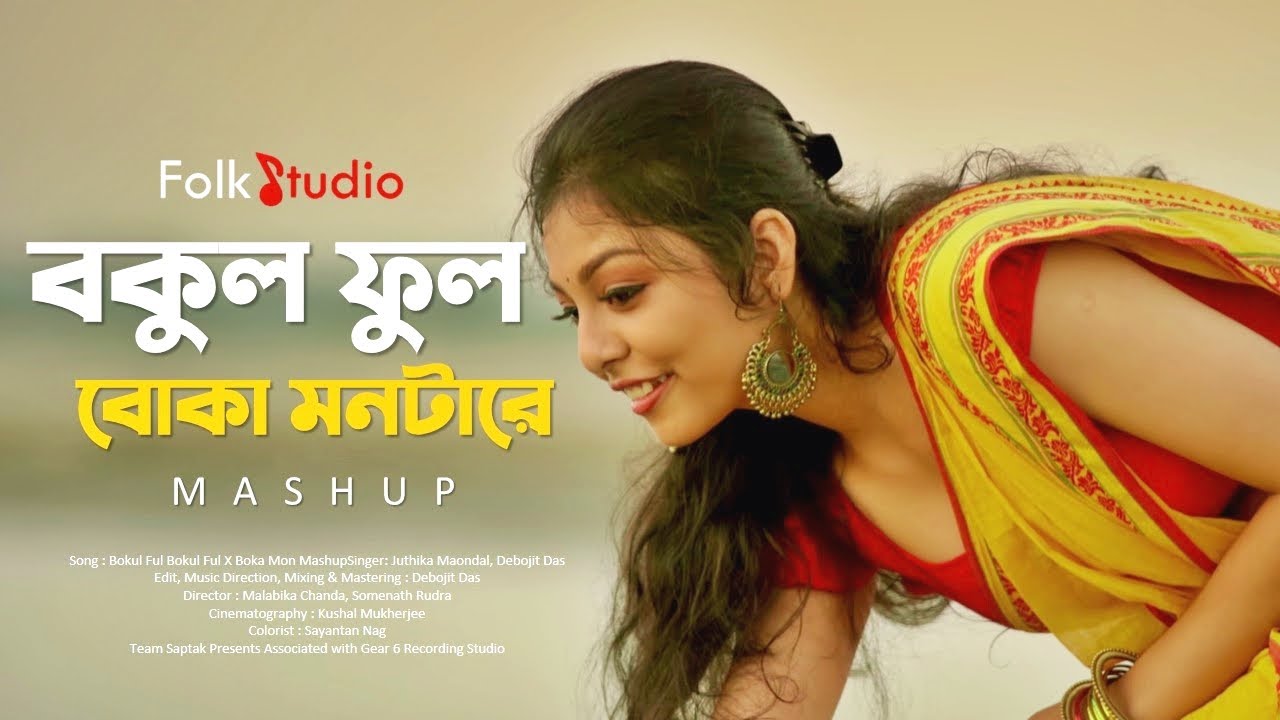 Folk Studio
বকুল ফুল
বোকা মনটারে
MASHUP
Song : Bokul Ful Bokul Ful X Boka Mon MashupSinger: Juthika Maondal, Debojit Das
Edit, Music Direction, Mixing & Mastering : Debojit Das
Director : Malabika Chanda, Somenath Rudra
Cinematography : Kushal Mukherjee
Colorist : Sayantan Nag
Team Saptak Presents Associated with Gear 6 Recording Studio